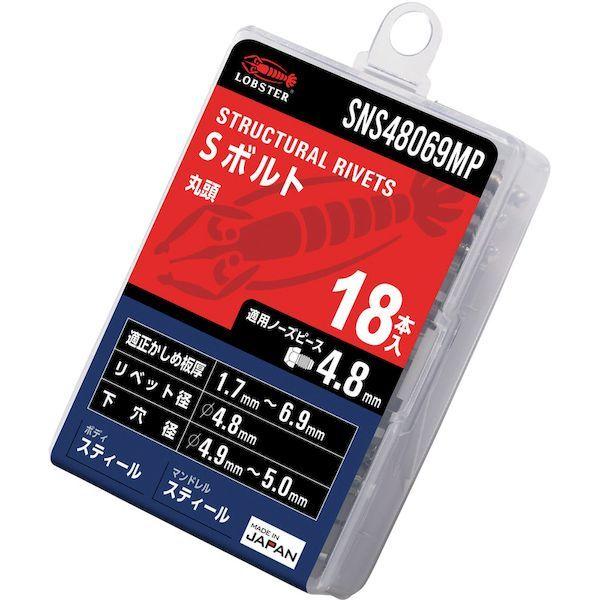 LOBSTER®
SNS48069MP
STRUCTURAL RIVETS
Sボルト
丸頭
18本入
適用ノーズピース
4.8mm
適正かしめ板厚 1.7mm～6.9mm
リベット径 φ4.8mm
下穴径 φ4.9mm～5.0mm
ボディ
スティール
マンドレル
スティール
MADE IN
JAPAN